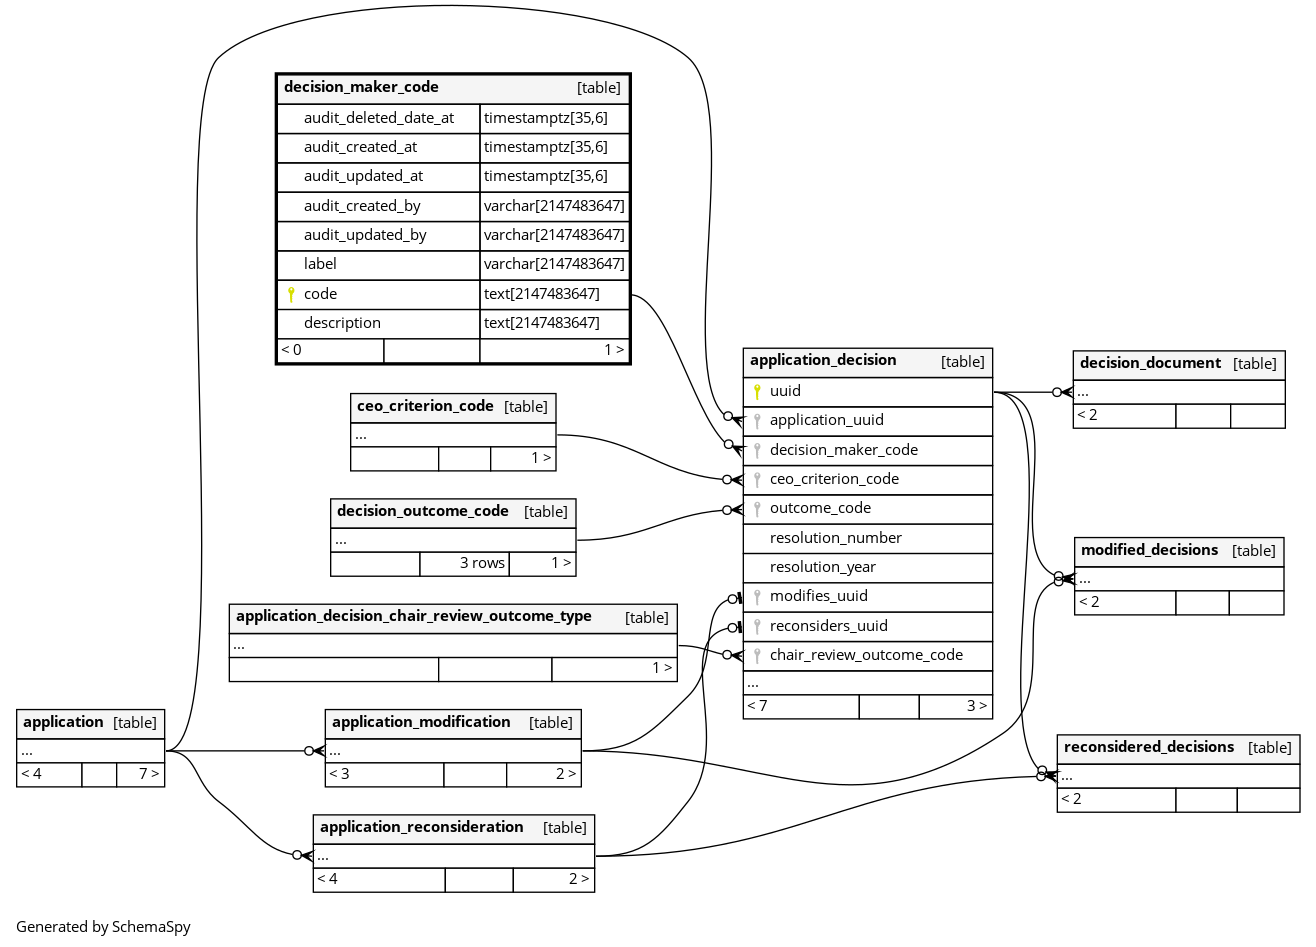 decision_maker_code [table]
audit_deleted_date_at timestamptz[35,6]
audit_created_at timestamptz[35,6]
audit_updated_at timestamptz[35,6]
audit_created_by varchar[2147483647]
audit_updated_by varchar[2147483647]
label varchar[2147483647]
code text[2147483647]
description text[2147483647]
< 0 1 >
ceo_criterion_code [table]
...
1 >
decision_outcome_code [table]
...
3 rows 1 >
application_decision_chair_review_outcome_type [table]
...
1 >
application [table]
...
< 4 7 >
application_modification [table]
...
< 3 2 >
application_reconsideration [table]
...
< 4 2 >
application_decision [table]
uuid
application_uuid
decision_maker_code
ceo_criterion_code
outcome_code
resolution_number
resolution_year
modifies_uuid
reconsiders_uuid
chair_review_outcome_code
...
< 7 3 >
decision_document [table]
...
< 2
modified_decisions [table]
...
< 2
reconsidered_decisions [table]
...
< 2
Generated by SchemaSpy